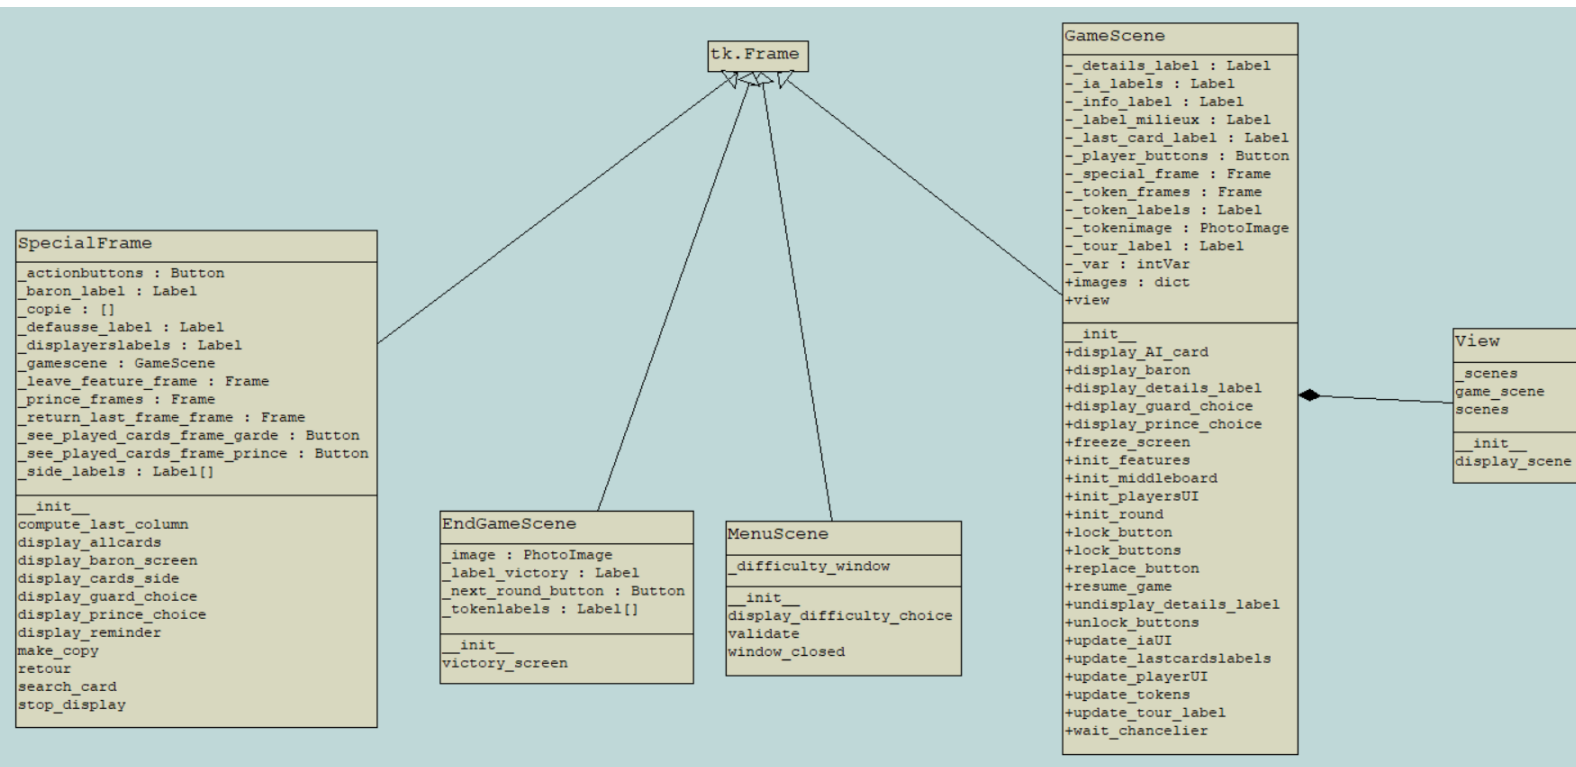 tk.Frame
SpecialFrame
_actionbuttons : Button
_baron_label : Label
_copie : []
_defausse_label : Label
_displayerslabels : Label
_gamescene : GameScene
_leave_feature_frame : Frame
_prince_frames : Frame
_return_last_frame_frame : Frame
_see_played_cards_frame_garde : Button
_see_played_cards_frame_prince : Button
_side_labels : Label[]
__init__
compute_last_column
display_allcards
display_baron_screen
display_cards_side
display_guard_choice
display_prince_choice
display_reminder
make_copy
retour
search_card
stop_display
EndGameScene
_image : PhotoImage
_label_victory : Label
_next_round_button : Button
_tokenlabels : Label[]
__init__
victory_screen
MenuScene
_difficulty_window
__init__
display_difficulty_choice
validate
window_closed
GameScene
-_details_label : Label
-_ia_labels : Label
-_info_label : Label
-_label_milieux : Label
-_last_card_label : Label
-_player_buttons : Button
-_special_frame : Frame
-_token_frames : Frame
-_token_labels : Label
-_tokenimage : PhotoImage
-_tour_label : Label
-_var : intVar
+images : dict
+view
__init__
+display_AI_card
+display_baron
+display_details_label
+display_guard_choice
+display_prince_choice
+freeze_screen
+init_features
+init_middleboard
+init_playersUI
+init_round
+lock_button
+lock_buttons
+replace_button
+resume_game
+undisplay_details_label
+unlock_buttons
+update_iaUI
+update_lastcardslabels
+update_playerUI
+update_tokens
+update_tour_label
+wait_chancelier
View
_scenes
game_scene
scenes
__init__
display_scene